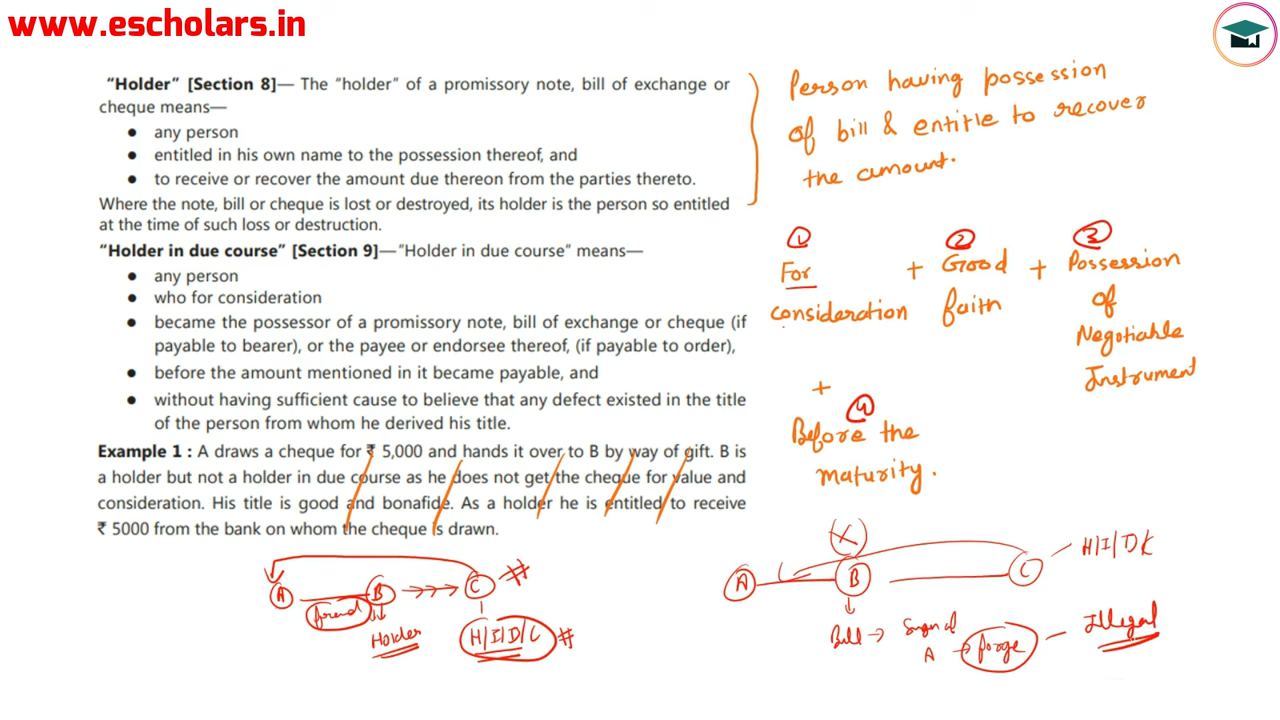 www.escholars.in
“Holder” [Section 8]— The “holder” of a promissory note, bill of exchange or
cheque means—
● any person
● entitled in his own name to the possession thereof, and
● to receive or recover the amount due thereon from the parties thereto.
Where the note, bill or cheque is lost or destroyed, its holder is the person so entitled
at the time of such loss or destruction.
“Holder in due course” [Section 9]—“Holder in due course” means—
● any person
● who for consideration
● became the possessor of a promissory note, bill of exchange or cheque (if
payable to bearer), or the payee or endorsee thereof, (if payable to order),
● before the amount mentioned in it became payable, and
● without having sufficient cause to believe that any defect existed in the title
of the person from whom he derived his title.
Example 1 : A draws a cheque for ₹ 5,000 and hands it over to B by way of gift. B is
a holder but not a holder in due course as he does not get the cheque for value and
consideration. His title is good and bonafide. As a holder he is entitled to receive
₹ 5000 from the bank on whom the cheque is drawn.
Person having possession
of bill & entitle to recover
the amount.
1 2 3
For + Good + Possession
consideration faith of
Negotiable
Instrument
+
4
Before the
maturity.
A B C #
Holder
H/I/D/C #
X
A B C H/I/D
Bill → Sign of
A → forge — Illegal